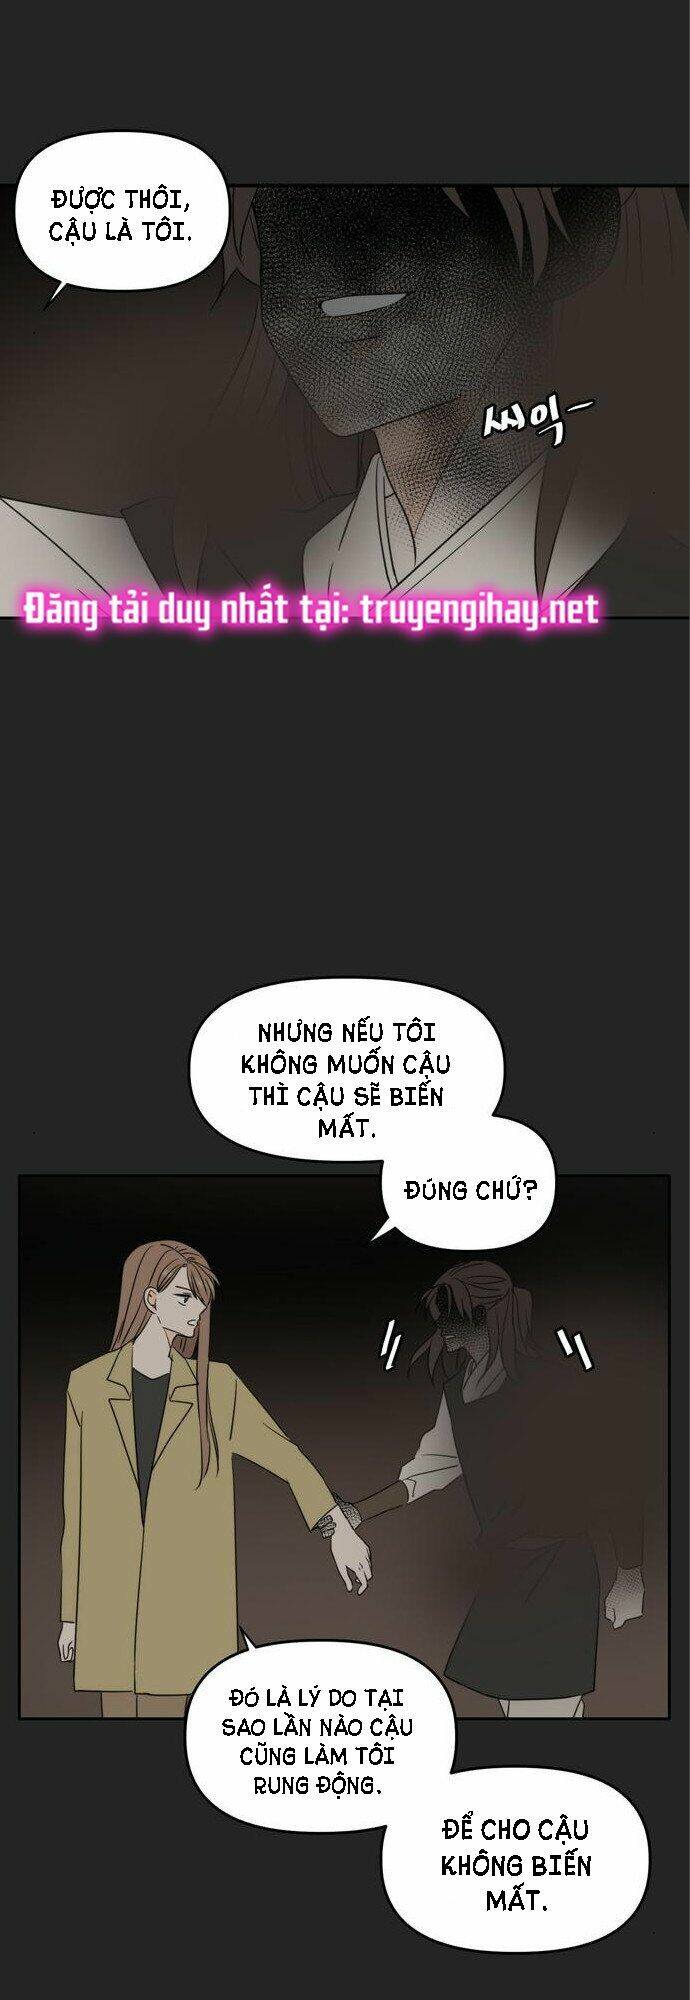 ĐƯỢC THÔI,
CẬU LÀ TÔI.
씨익~
Đăng tải duy nhất tại: truyengihay.net
NHƯNG NẾU TÔI
KHÔNG MUỐN CẬU
THÌ CẬU SẼ BIẾN
MẤT.
ĐÚNG CHỨ?
ĐÓ LÀ LÝ DO TẠI
SAO LẦN NÀO CẬU
CŨNG LÀM TÔI
RUNG ĐỘNG.
ĐỂ CHO CẬU
KHÔNG BIẾN
MẤT.